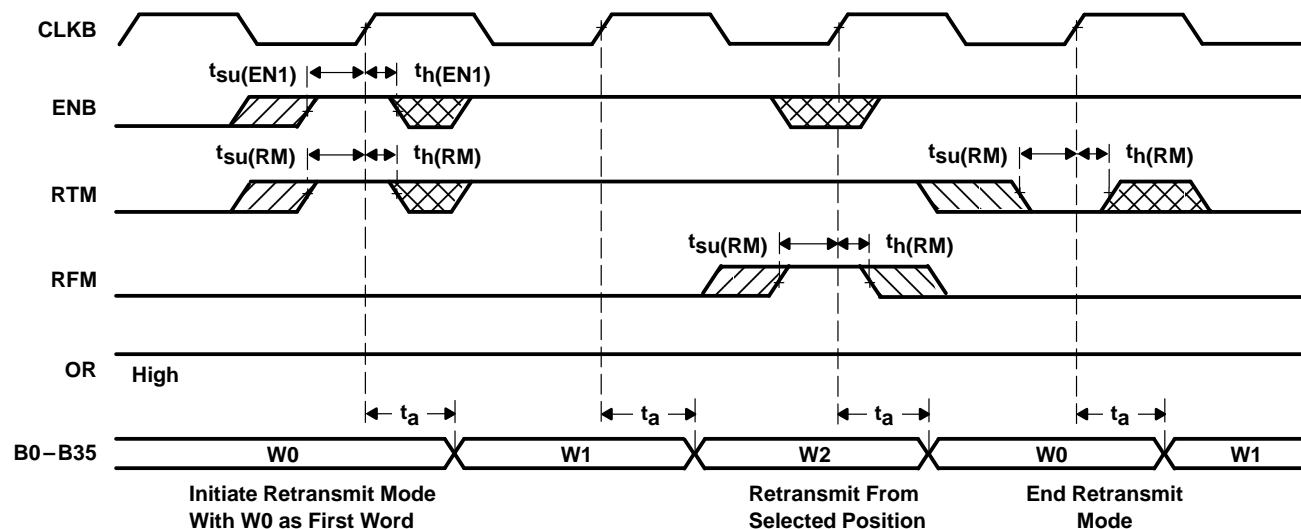 CLKB
tsu(EN1) th(EN1)
ENB
tsu(RM) th(RM) tsu(RM) th(RM)
RTM
tsu(RM) th(RM)
RFM
OR
High
ta ta ta ta
B0–B35 W0 W1 W2 W0 W1
Initiate Retransmit Mode
With W0 as First Word
Retransmit From
Selected Position
End Retransmit
Mode